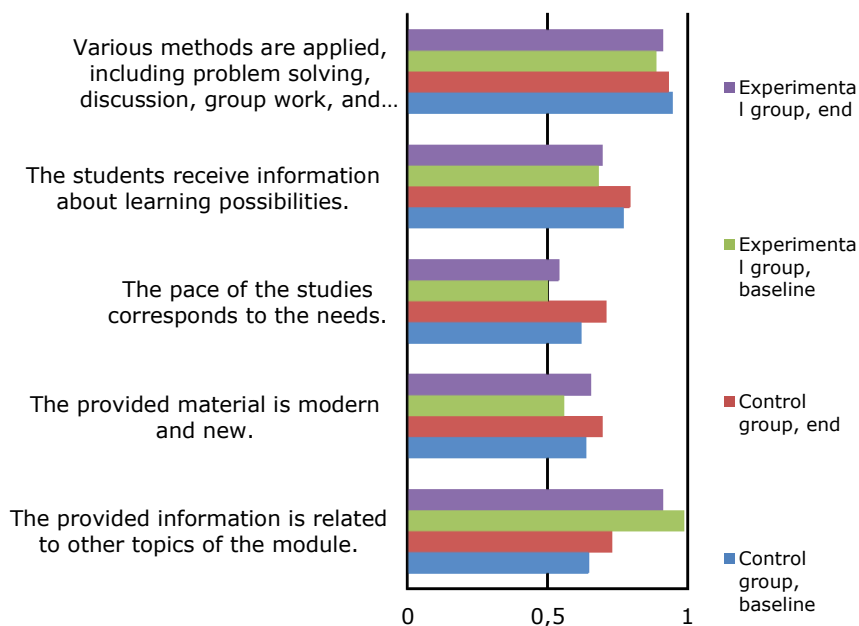 Various methods are applied,
including problem solving,
discussion, group work, and…
The students receive information
about learning possibilities.
The pace of the studies
corresponds to the needs.
The provided material is modern
and new.
The provided information is related
to other topics of the module.
0
0,5
1
Experimenta
l group, end
Experimenta
l group,
baseline
Control
group, end
Control
group,
baseline